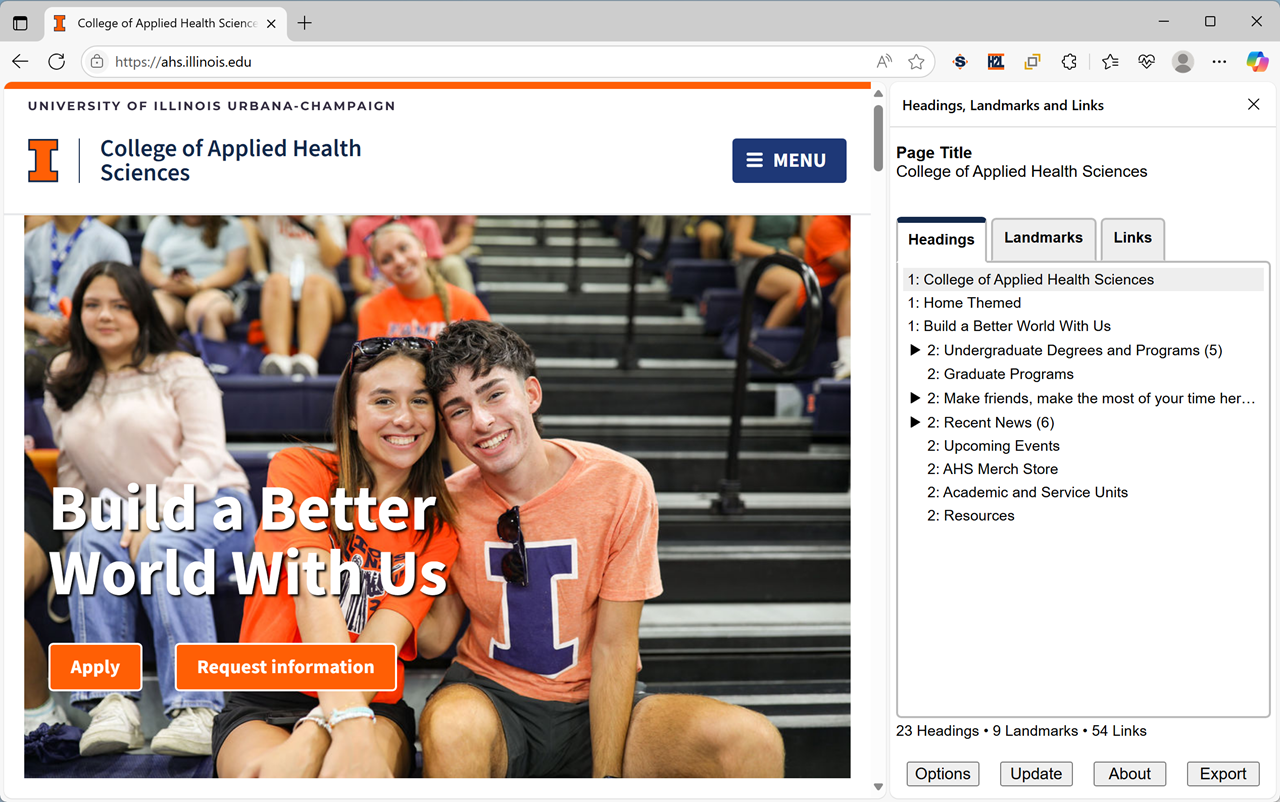 College of Applied Health Science
https://ahs.illinois.edu
A
S
H2L
UNIVERSITY OF ILLINOIS URBANA-CHAMPAIGN
College of Applied Health
Sciences
MENU
Build a Better
World With Us
Apply
Request information
Headings, Landmarks and Links
Page Title
College of Applied Health Sciences
Headings
Landmarks
Links
1: College of Applied Health Sciences
1: Home Themed
1: Build a Better World With Us
2: Undergraduate Degrees and Programs (5)
2: Graduate Programs
2: Make friends, make the most of your time her…
2: Recent News (6)
2: Upcoming Events
2: AHS Merch Store
2: Academic and Service Units
2: Resources
23 Headings • 9 Landmarks • 54 Links
Options
Update
About
Export